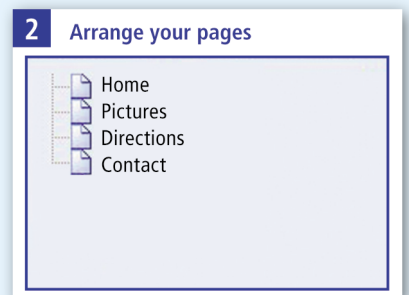 2 Arrange your pages
Home
Pictures
Directions
Contact